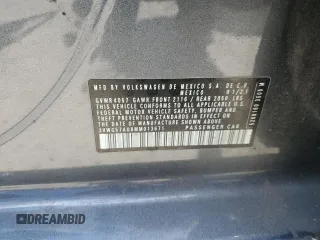 MFD BY VOLKSWAGEN DE MEXICO S.A. DE C.V.
MEXICO
GVWR 4067 GAWR FRONT 2116 / REAR 2050 LBS
THIS VEHICLE CONFORMS TO ALL APPLICABLE
FEDERAL MOTOR VEHICLE SAFETY, BUMPER AND
THEFT PREVENTION STANDARDS IN EFFECT ON
THE DATE OF MANUFACTURE SHOWN ABOVE.
PASSENGER CAR
DREAMBID